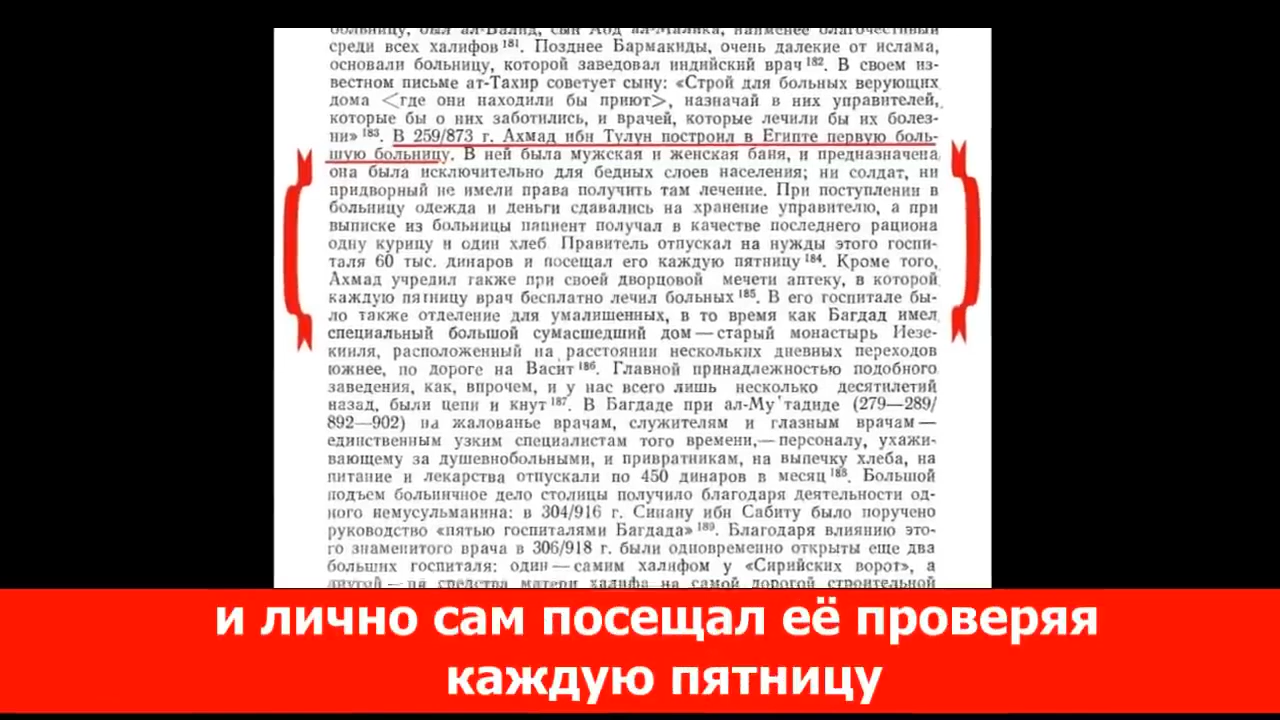 больницу, был ал-Валид, сын Абд ал-Малика, наименее благочестивый
среди всех халифов 181. Позднее Бармакиды, очень далекие от ислама,
основали больницу, которой заведовал индийский врач 182. В своем из-
вестном письме ат-Тахир советует сыну: «Строй для больных верующих
дома <где они находили бы приют>, назначай в них управителей,
которые бы о них заботились, и врачей, которые лечили бы их болез-
ни» 183. В 259/873 г. Ахмад ибн Тулун построил в Египте первую боль-
шую больницу. В ней была мужская и женская баня, и предназначена
она была исключительно для бедных слоев населения; ни солдат, ни
придворный не имели права получить там лечение. При поступлении в
больницу одежда и деньги сдавались на хранение управителю, а при
выписке из больницы пациент получал в качестве последнего рациона
одну курицу и один хлеб. Правитель отпускал на нужды этого госпи-
таля 60 тыс. динаров и посещал его каждую пятницу 184. Кроме того,
Ахмад учредил также при своей дворцовой мечети аптеку, в которой
каждую пятницу врач бесплатно лечил больных 185. В его госпитале бы-
ло также отделение для умалишенных, в то время как Багдад имел
специальный большой сумасшедший дом — старый монастырь Иезе-
кииля, расположенный на расстоянии нескольких дневных переходов
южнее, по дороге на Васит 186. Главной принадлежностью подобного
заведения, как, впрочем, и у нас всего лишь несколько десятилетий
назад, были цепи и кнут 187. В Багдаде при ал-Му'тадиде (279—289/
892—902) на жалованье врачам, служителям и глазным врачам —
единственным узким специалистам того времени,— персоналу, ухажи-
вающему за душевнобольными, и привратникам, на выпечку хлеба, на
питание и лекарства отпускали по 450 динаров в месяц 188. Большой
подъем больничное дело столицы получило благодаря деятельности од-
ного немусульманина: в 304/916 г. Синану ибн Сабиту было поручено
руководство «пятью госпиталями Багдада» 189. Благодаря влиянию это-
го знаменитого врача в 306/918 г. были одновременно открыты еще два
больших госпиталя: один — самим халифом у «Сирийских ворот», а
другой — на средства матери халифа на самой дорогой строительной
и лично сам посещал её проверяя
каждую пятницу